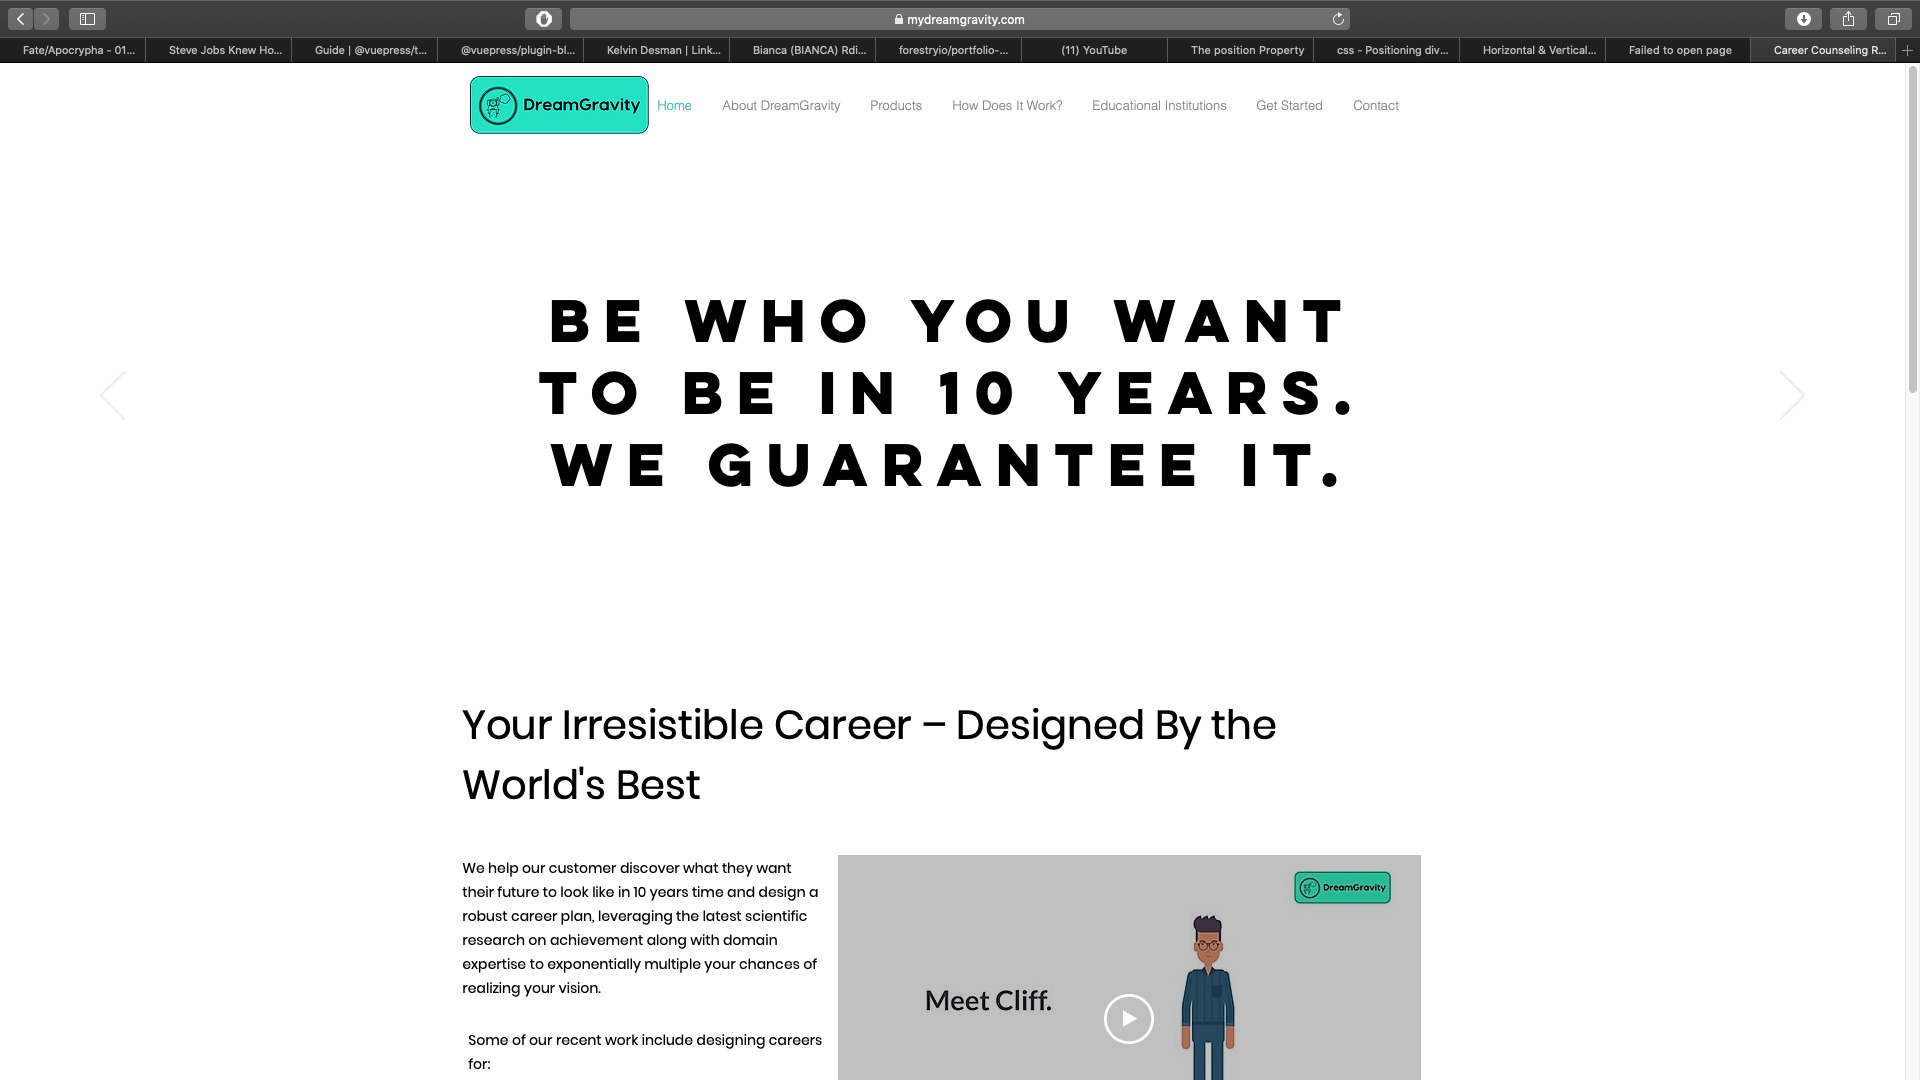 mydreamgravity.com
Fate/Apocrypha - 01...
Steve Jobs Knew Ho...
Guide | @vuepress/t...
@vuepress/plugin-bl...
Kelvin Desman | Link...
Bianca (BIANCA) Rdi...
forestryio/portfolio-...
(11) YouTube
The position Property
css - Positioning div...
Horizontal & Vertical...
Failed to open page
Career Counseling R...
DreamGravity
Home
About DreamGravity
Products
How Does It Work?
Educational Institutions
Get Started
Contact
BE WHO YOU WANT
TO BE IN 10 YEARS.
WE GUARANTEE IT.
Your Irresistible Career – Designed By the
World's Best
We help our customer discover what they want
their future to look like in 10 years time and design a
robust career plan, leveraging the latest scientific
research on achievement along with domain
expertise to exponentially multiple your chances of
realizing your vision.
Some of our recent work include designing careers
for:
DreamGravity
Meet Cliff.